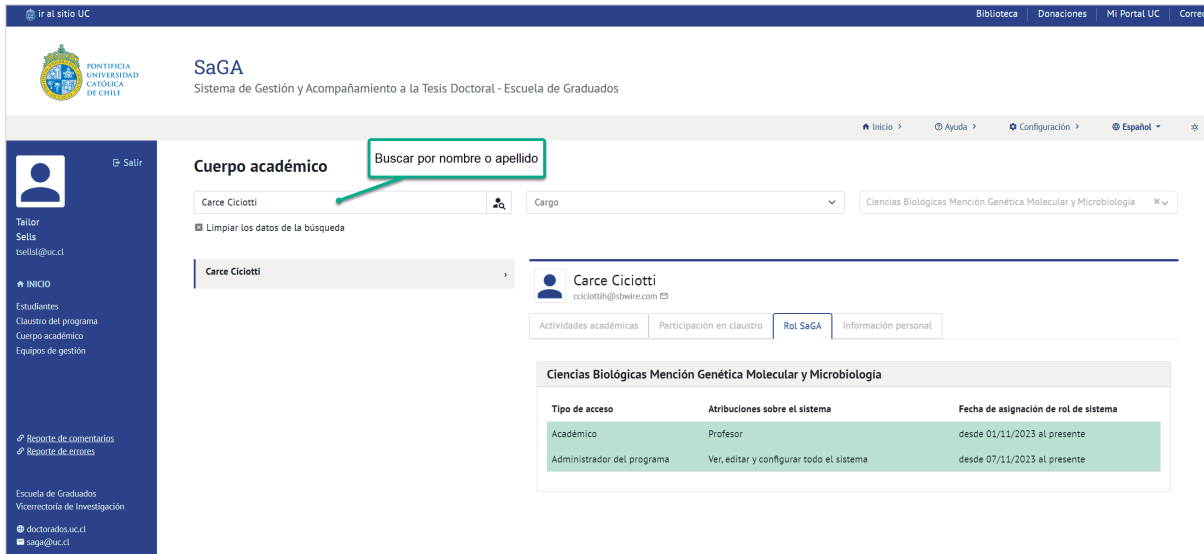 ir al sitio UC
Biblioteca Donaciones Mi Portal UC Correo
PONTIFICIA
UNIVERSIDAD
CATÓLICA
DE CHILE
SaGA
Sistema de Gestión y Acompañamiento a la Tesis Doctoral - Escuela de Graduados
Inicio > Ayuda > Configuración > Español
Salir
Tailor
Sells
tsellsl@uc.cl
INICIO
Estudiantes
Claustro del programa
Cuerpo académico
Equipos de gestión
Reporte de comentarios
Reporte de errores
Escuela de Graduados
Vicerrectoría de Investigación
doctorados.uc.cl
saga@uc.cl
Cuerpo académico
Buscar por nombre o apellido
Carce Ciciotti
Cargo
Ciencias Biológicas Mención Genética Molecular y Microbiología
Limpiar los datos de la búsqueda
Carce Ciciotti
Carce Ciciotti
cciciottih@sbwire.com
Actividades académicas Participación en claustro Rol SaGA Información personal
Ciencias Biológicas Mención Genética Molecular y Microbiología
Tipo de acceso Atribuciones sobre el sistema Fecha de asignación de rol de sistema
Académico Profesor desde 01/11/2023 al presente
Administrador del programa Ver, editar y configurar todo el sistema desde 07/11/2023 al presente